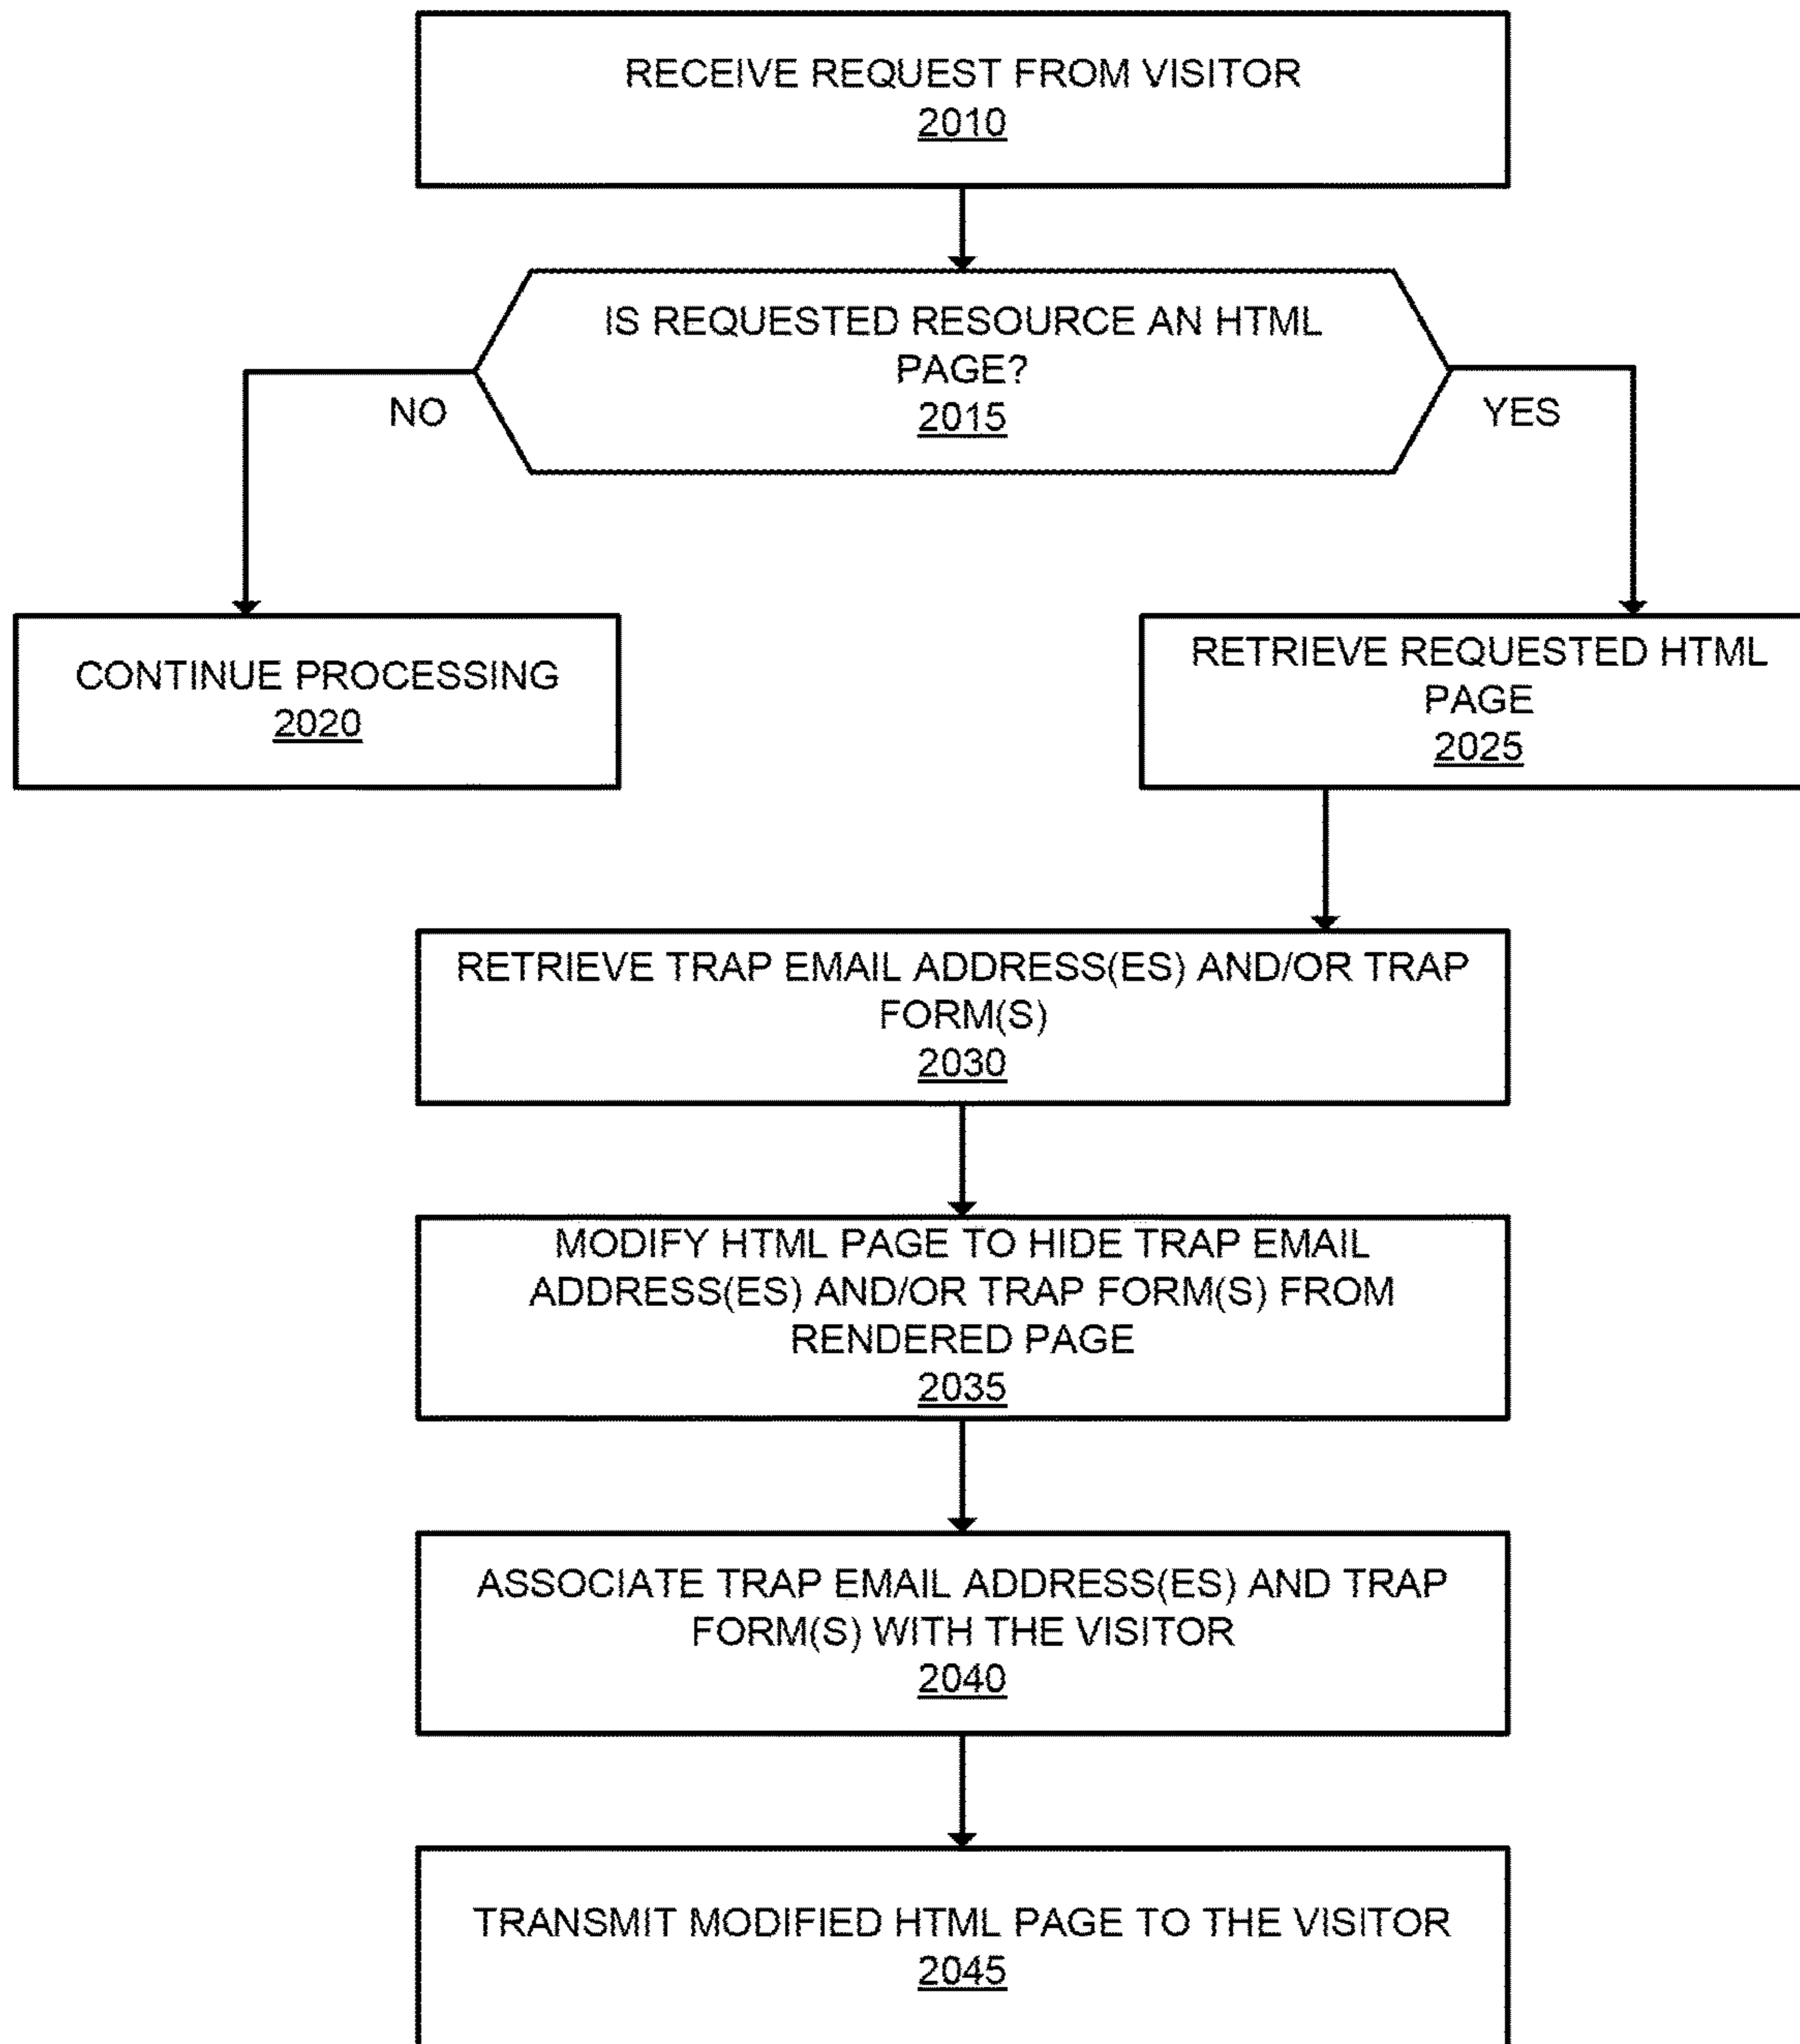 RECEIVE REQUEST FROM VISITOR
2010
IS REQUESTED RESOURCE AN HTML
PAGE?
2015
NO
YES
CONTINUE PROCESSING
2020
RETRIEVE REQUESTED HTML
PAGE
2025
RETRIEVE TRAP EMAIL ADDRESS(ES) AND/OR TRAP
FORM(S)
2030
MODIFY HTML PAGE TO HIDE TRAP EMAIL
ADDRESS(ES) AND/OR TRAP FORM(S) FROM
RENDERED PAGE
2035
ASSOCIATE TRAP EMAIL ADDRESS(ES) AND TRAP
FORM(S) WITH THE VISITOR
2040
TRANSMIT MODIFIED HTML PAGE TO THE VISITOR
2045